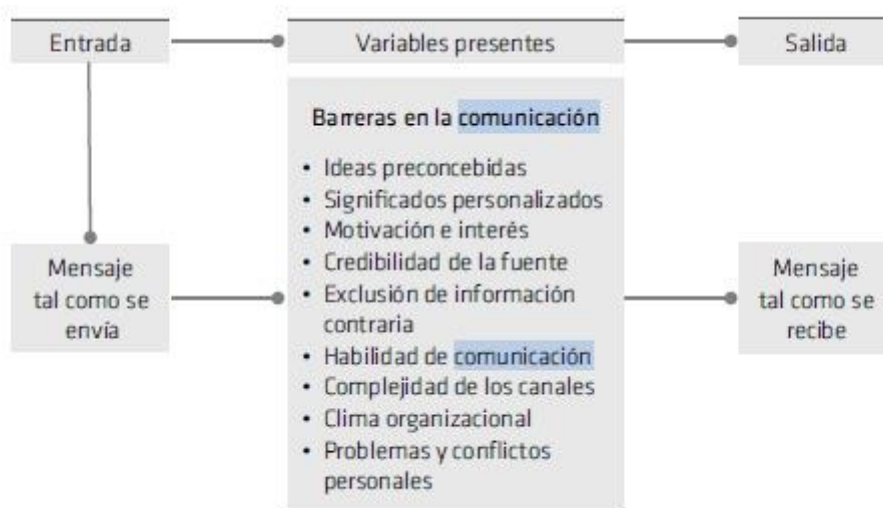 Entrada
Variables presentes
Salida
Barreras en la comunicación
• Ideas preconcebidas
• Significados personalizados
• Motivación e interés
• Credibilidad de la fuente
• Exclusión de información
contraria
• Habilidad de comunicación
• Complejidad de los canales
• Clima organizacional
• Problemas y conflictos
personales
Mensaje
tal como se
envía
Mensaje
tal como se
recibe